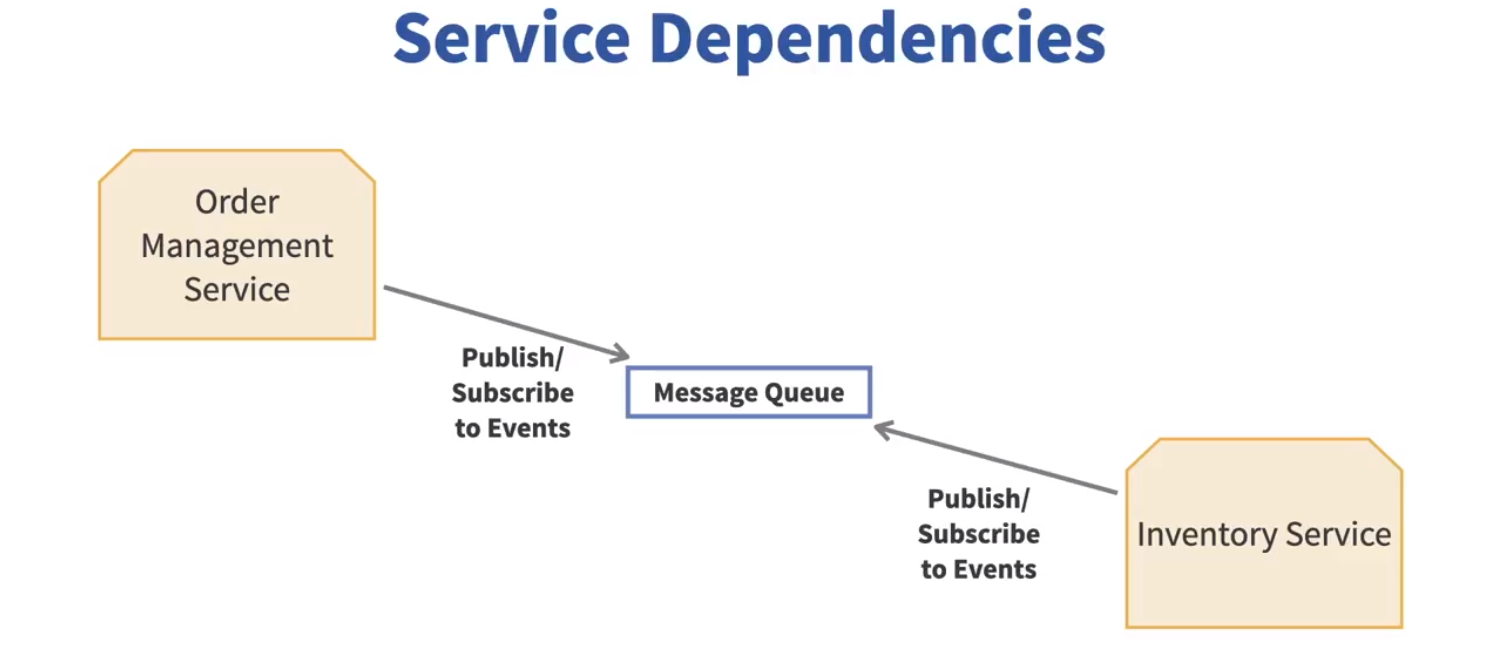 Service Dependencies
Order
Management
Service
Publish/
Subscribe
to Events
Message Queue
Publish/
Subscribe
to Events
Inventory Service